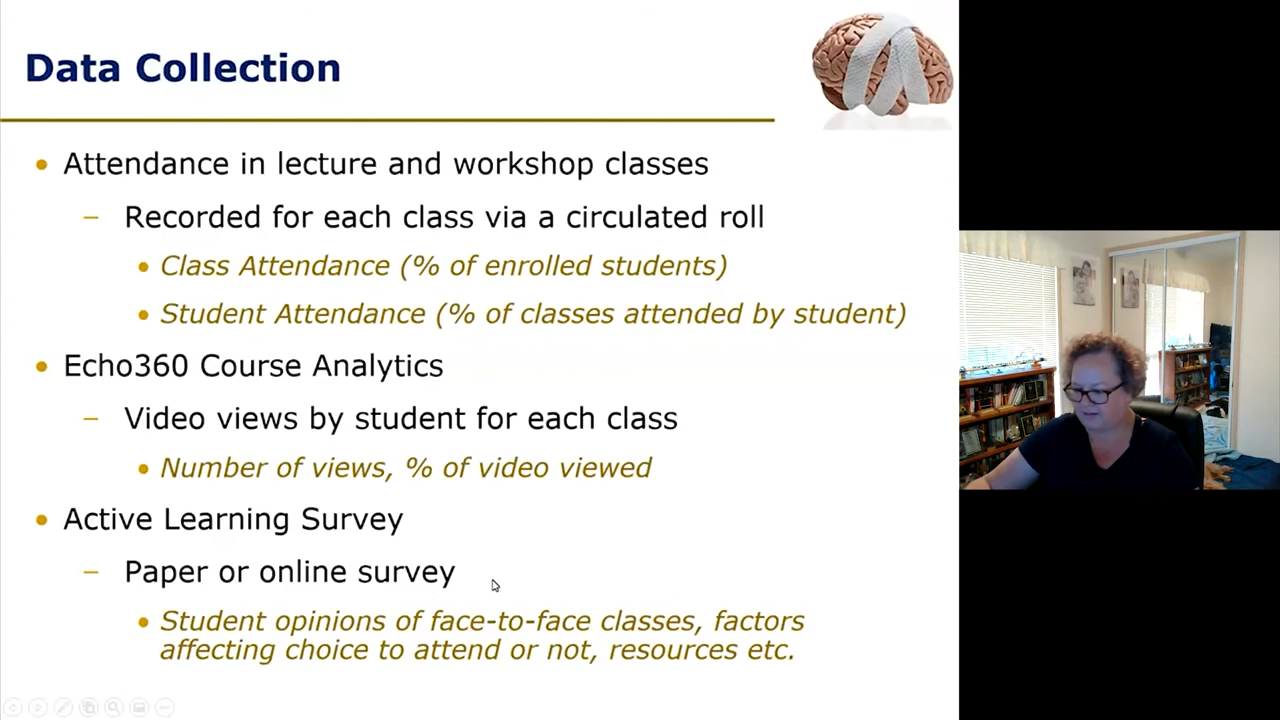 Data Collection
• Attendance in lecture and workshop classes
– Recorded for each class via a circulated roll
• Class Attendance (% of enrolled students)
• Student Attendance (% of classes attended by student)
• Echo360 Course Analytics
– Video views by student for each class
• Number of views, % of video viewed
• Active Learning Survey
– Paper or online survey
• Student opinions of face-to-face classes, factors
affecting choice to attend or not, resources etc.